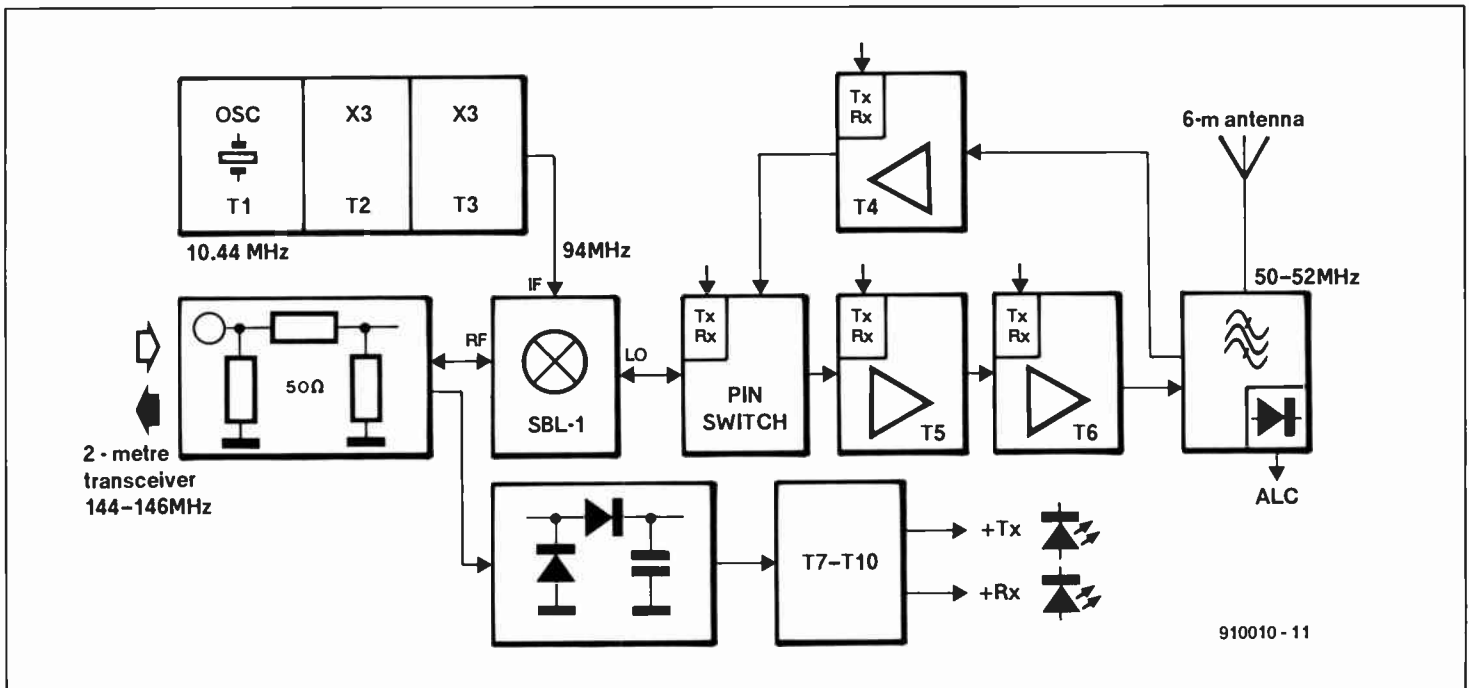 OSC
X3
X3
T1
T2
T3
10.44 MHz
94MHz
IF
Tx
Rx
T4
6-m antenna
50–52MHz
RF
LO
50Ω
SBL-1
Tx
Rx
PIN
SWITCH
Tx
Rx
T5
Tx
Rx
T6
ALC
2 - metre
transceiver
144–146MHz
T7–T10
+Tx
+Rx
910010 - 11